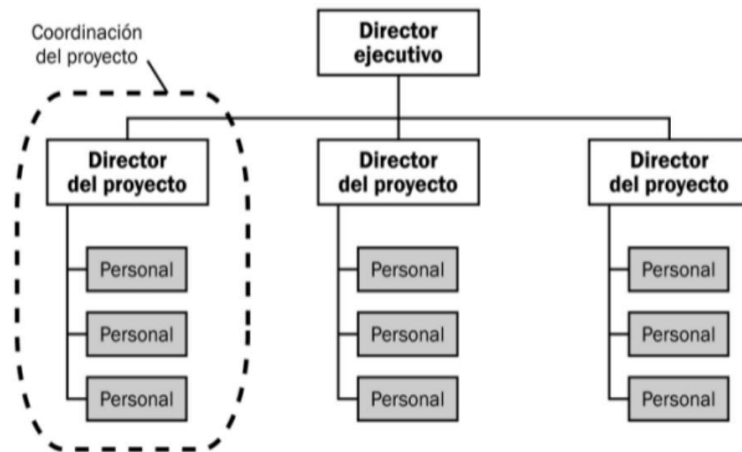 Coordinación
del proyecto
Director
ejecutivo
Director
del proyecto
Director
del proyecto
Director
del proyecto
Personal
Personal
Personal
Personal
Personal
Personal
Personal
Personal
Personal